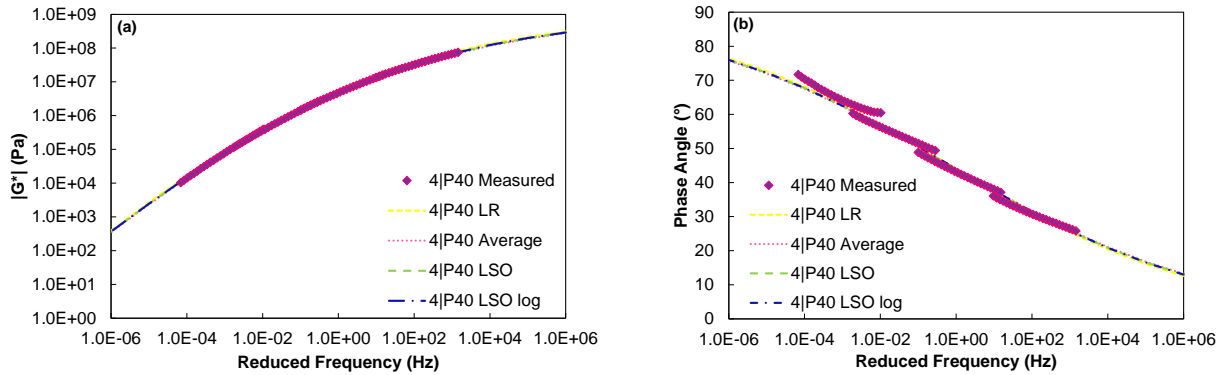 (a)
1.0E+09
1.0E+08
1.0E+07
1.0E+06
1.0E+05
1.0E+04
1.0E+03
1.0E+02
1.0E+01
1.0E+00
|G*| (Pa)
4|P40 Measured
4|P40 LR
4|P40 Average
4|P40 LSO
4|P40 LSO log
1.0E-06 1.0E-04 1.0E-02 1.0E+00 1.0E+02 1.0E+04 1.0E+06
Reduced Frequency (Hz)
(b)
90
80
70
60
50
40
30
20
10
0
Phase Angle (°)
4|P40 Measured
4|P40 LR
4|P40 Average
4|P40 LSO
4|P40 LSO log
1.0E-06 1.0E-04 1.0E-02 1.0E+00 1.0E+02 1.0E+04 1.0E+06
Reduced Frequency (Hz)